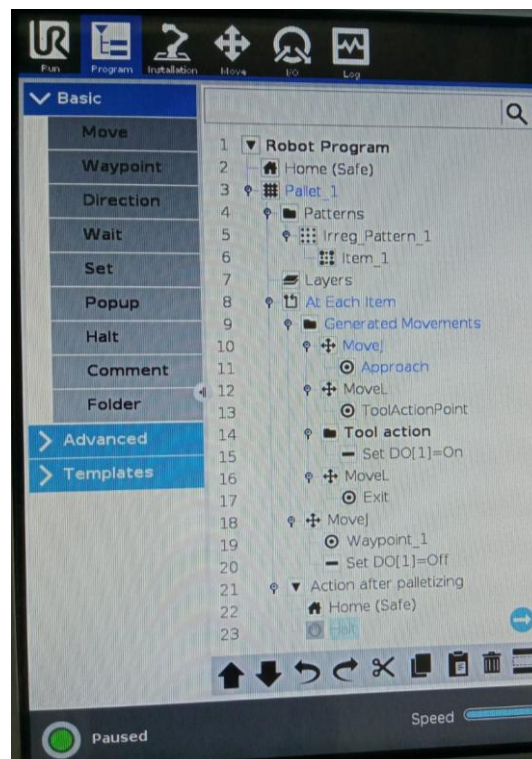 UR
Run Program Installation Move I/O Log
Basic
Move
Waypoint
Direction
Wait
Set
Popup
Halt
Comment
Folder
Advanced
Templates
1 Robot Program
2 Home (Safe)
3 Pallet_1
4 Patterns
5 Irreg_Pattern_1
6 Item_1
7 Layers
8 At Each Item
9 Generated Movements
10 MoveJ
11 Approach
12 MoveL
13 ToolActionPoint
14 Tool action
15 Set DO[1]=On
16 MoveL
17 Exit
18 MoveJ
19 Waypoint_1
20 Set DO[1]=Off
21 Action after palletizing
22 Home (Safe)
23 Halt
Paused
Speed